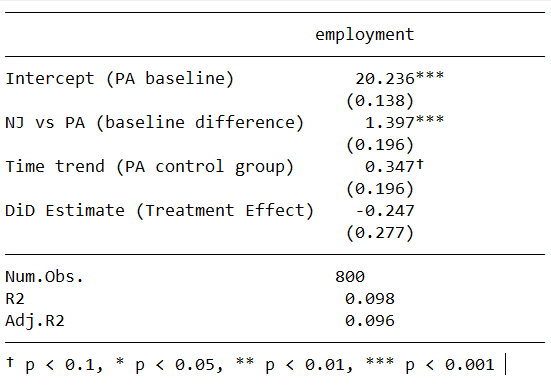 employment
Intercept (PA baseline) 20.236***
(0.138)
NJ vs PA (baseline difference) 1.397***
(0.196)
Time trend (PA control group) 0.347†
(0.196)
DiD Estimate (Treatment Effect) -0.247
(0.277)
Num.Obs. 800
R2 0.098
Adj.R2 0.096
† p < 0.1, * p < 0.05, ** p < 0.01, *** p < 0.001